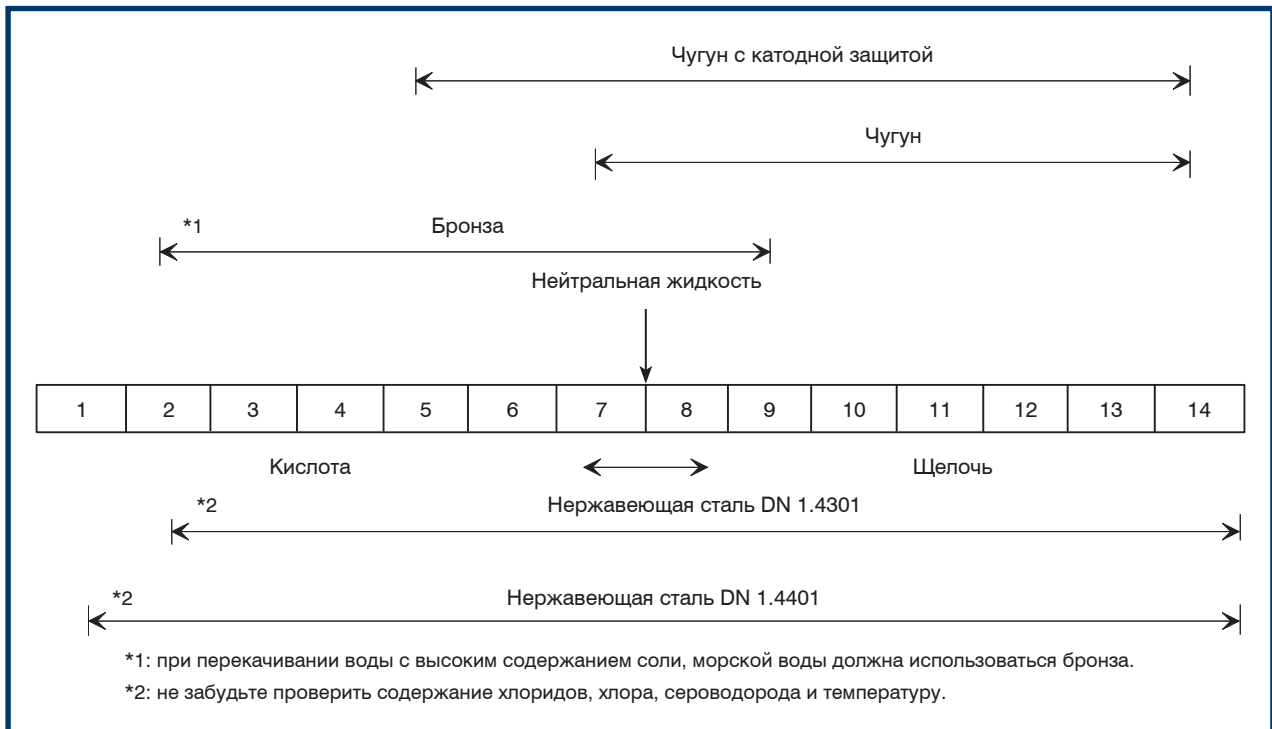 Чугун с катодной защитой
Чугун
*1 Бронза
Нейтральная жидкость
1 2 3 4 5 6 7 8 9 10 11 12 13 14
Кислота Щелочь
*2 Нержавеющая сталь DN 1.4301
*2 Нержавеющая сталь DN 1.4401
*1: при перекачивании воды с высоким содержанием соли, морской воды должна использоваться бронза.
*2: не забудьте проверить содержание хлоридов, хлора, сероводорода и температуру.